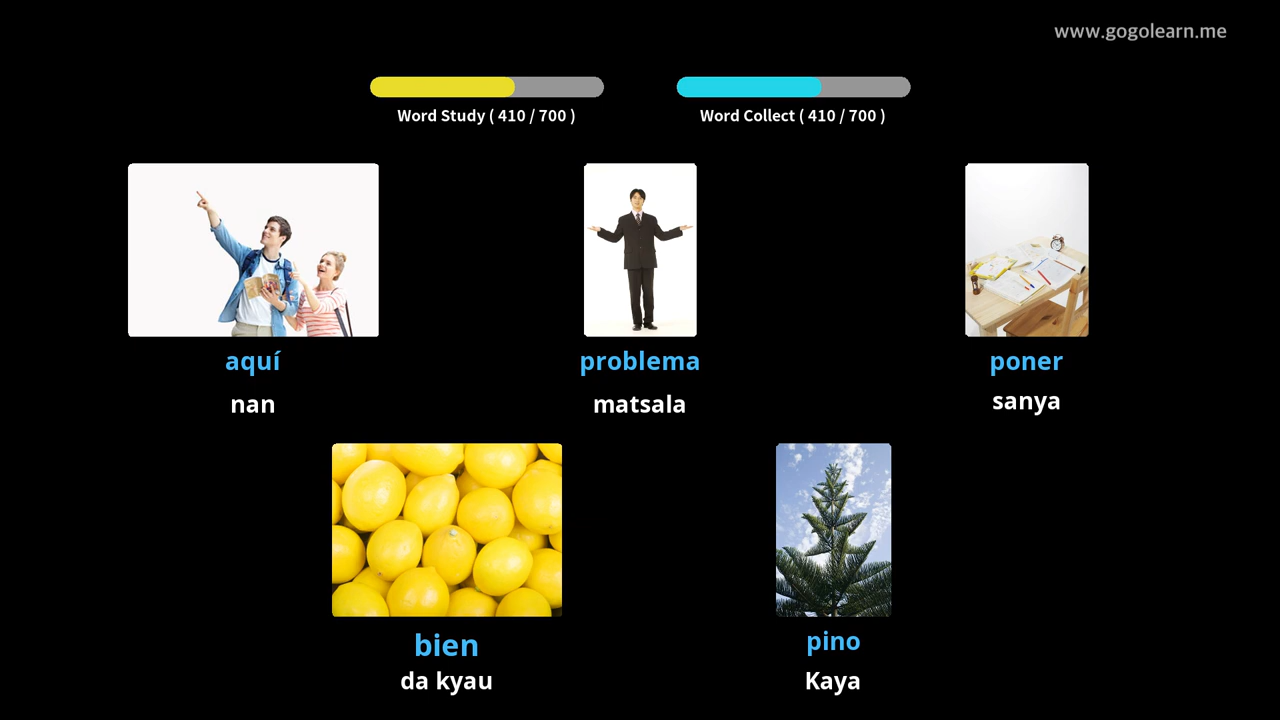 www.gogolearn.me
Word Study ( 410 / 700 )
Word Collect ( 410 / 700 )
aquí
nan
problema
matsala
poner
sanya
bien
da kyau
pino
Kaya